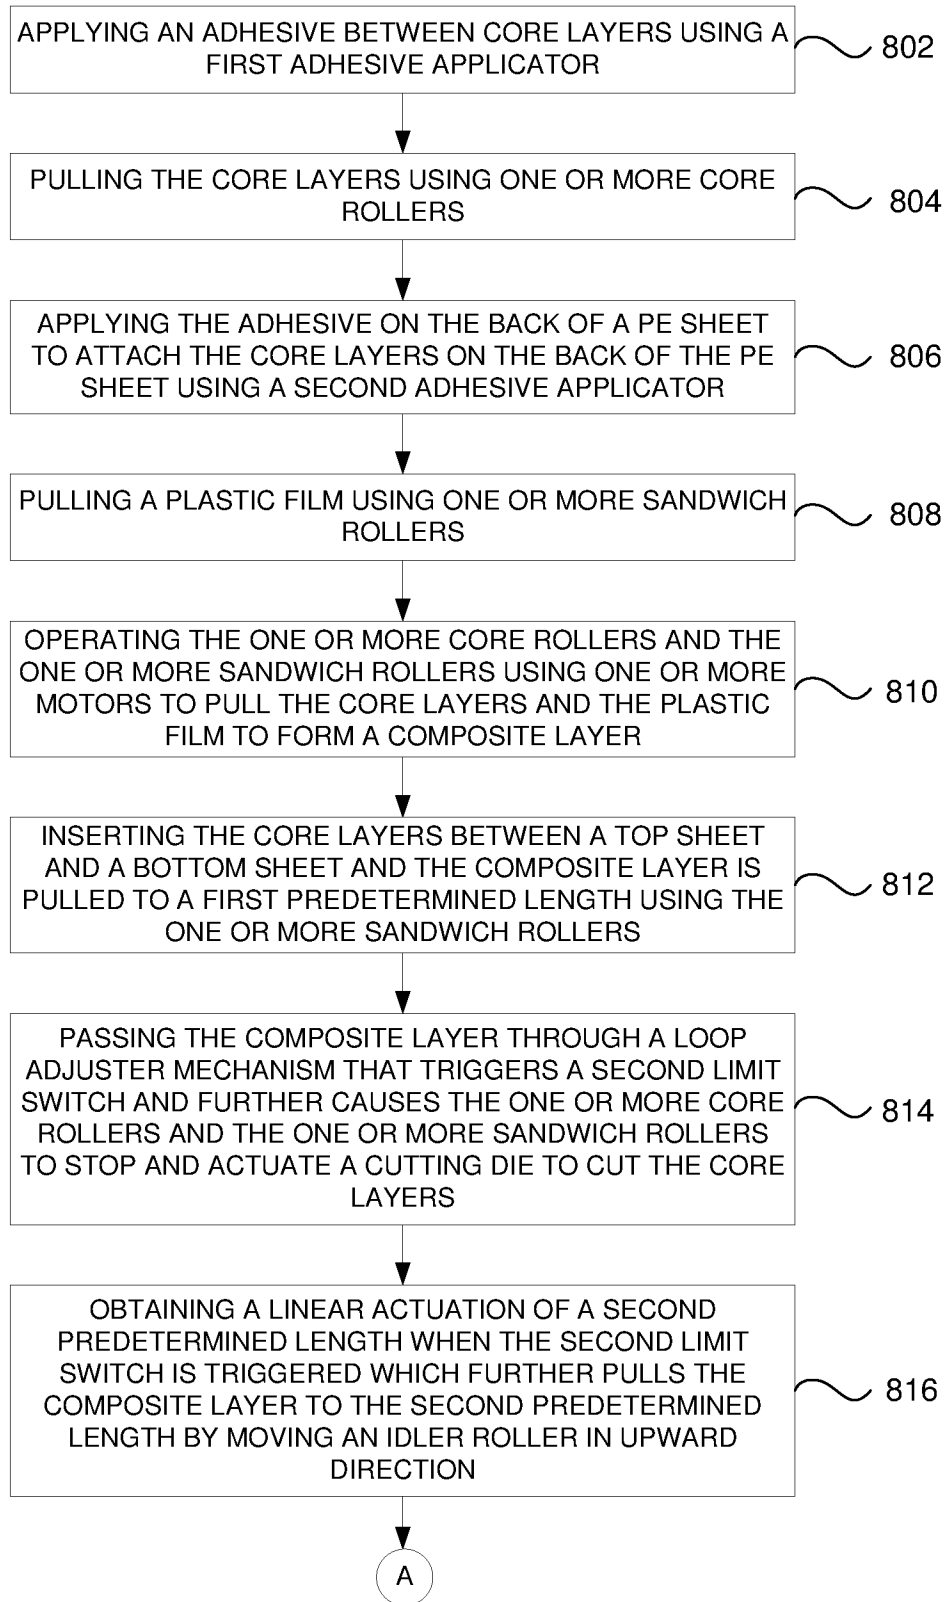 APPLYING AN ADHESIVE BETWEEN CORE LAYERS USING A
FIRST ADHESIVE APPLICATOR
802
PULLING THE CORE LAYERS USING ONE OR MORE CORE
ROLLERS
804
APPLYING THE ADHESIVE ON THE BACK OF A PE SHEET
TO ATTACH THE CORE LAYERS ON THE BACK OF THE PE
SHEET USING A SECOND ADHESIVE APPLICATOR
806
PULLING A PLASTIC FILM USING ONE OR MORE SANDWICH
ROLLERS
808
OPERATING THE ONE OR MORE CORE ROLLERS AND THE
ONE OR MORE SANDWICH ROLLERS USING ONE OR MORE
MOTORS TO PULL THE CORE LAYERS AND THE PLASTIC
FILM TO FORM A COMPOSITE LAYER
810
INSERTING THE CORE LAYERS BETWEEN A TOP SHEET
AND A BOTTOM SHEET AND THE COMPOSITE LAYER IS
PULLED TO A FIRST PREDETERMINED LENGTH USING THE
ONE OR MORE SANDWICH ROLLERS
812
PASSING THE COMPOSITE LAYER THROUGH A LOOP
ADJUSTER MECHANISM THAT TRIGGERS A SECOND LIMIT
SWITCH AND FURTHER CAUSES THE ONE OR MORE CORE
ROLLERS AND THE ONE OR MORE SANDWICH ROLLERS
TO STOP AND ACTUATE A CUTTING DIE TO CUT THE CORE
LAYERS
814
OBTAINING A LINEAR ACTUATION OF A SECOND
PREDETERMINED LENGTH WHEN THE SECOND LIMIT
SWITCH IS TRIGGERED WHICH FURTHER PULLS THE
COMPOSITE LAYER TO THE SECOND PREDETERMINED
LENGTH BY MOVING AN IDLER ROLLER IN UPWARD
DIRECTION
816
A